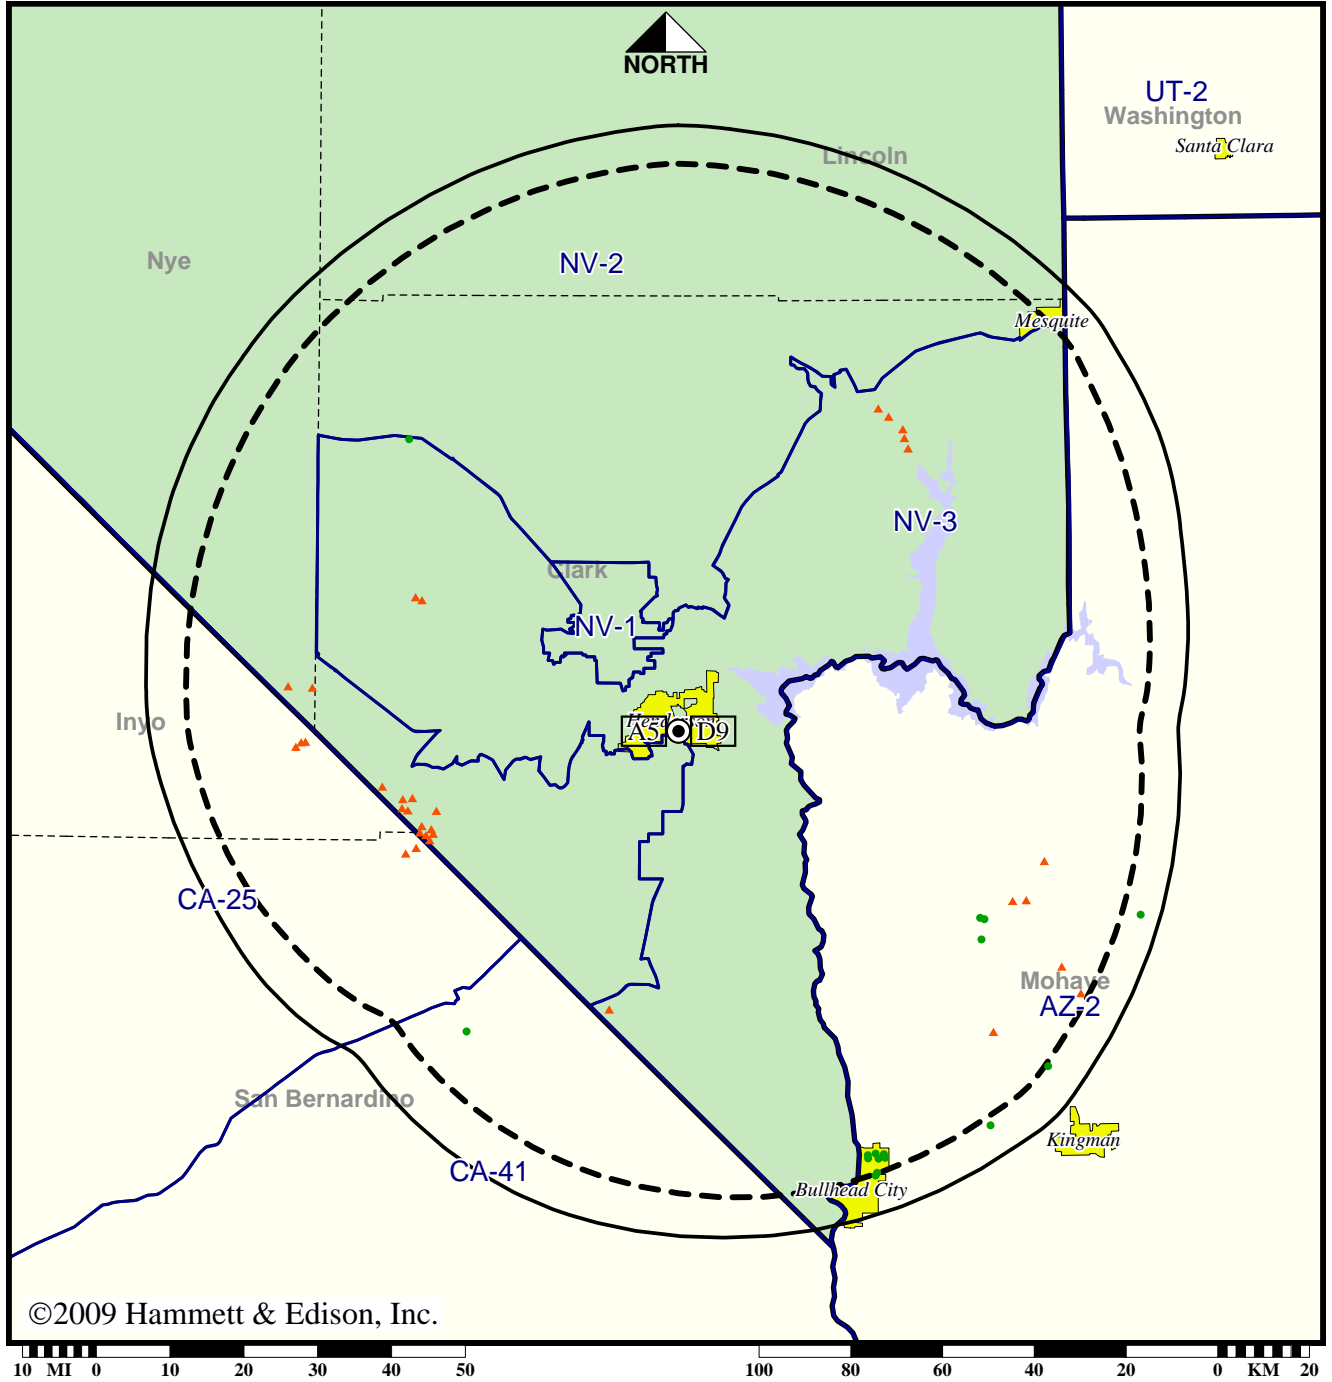 NORTH
UT-2
Washington
Santa Clara
Lincoln
Nye
NV-2
Mesquite
NV-3
Clark
NV-1
Henderson
A5 D9
Inyo
CA-25
Mohave
AZ-2
San Bernardino
Kingman
CA-41
Bullhead City
©2009 Hammett & Edison, Inc.
10 MI 0 10 20 30 40 50 100 80 60 40 20 0 KM 20